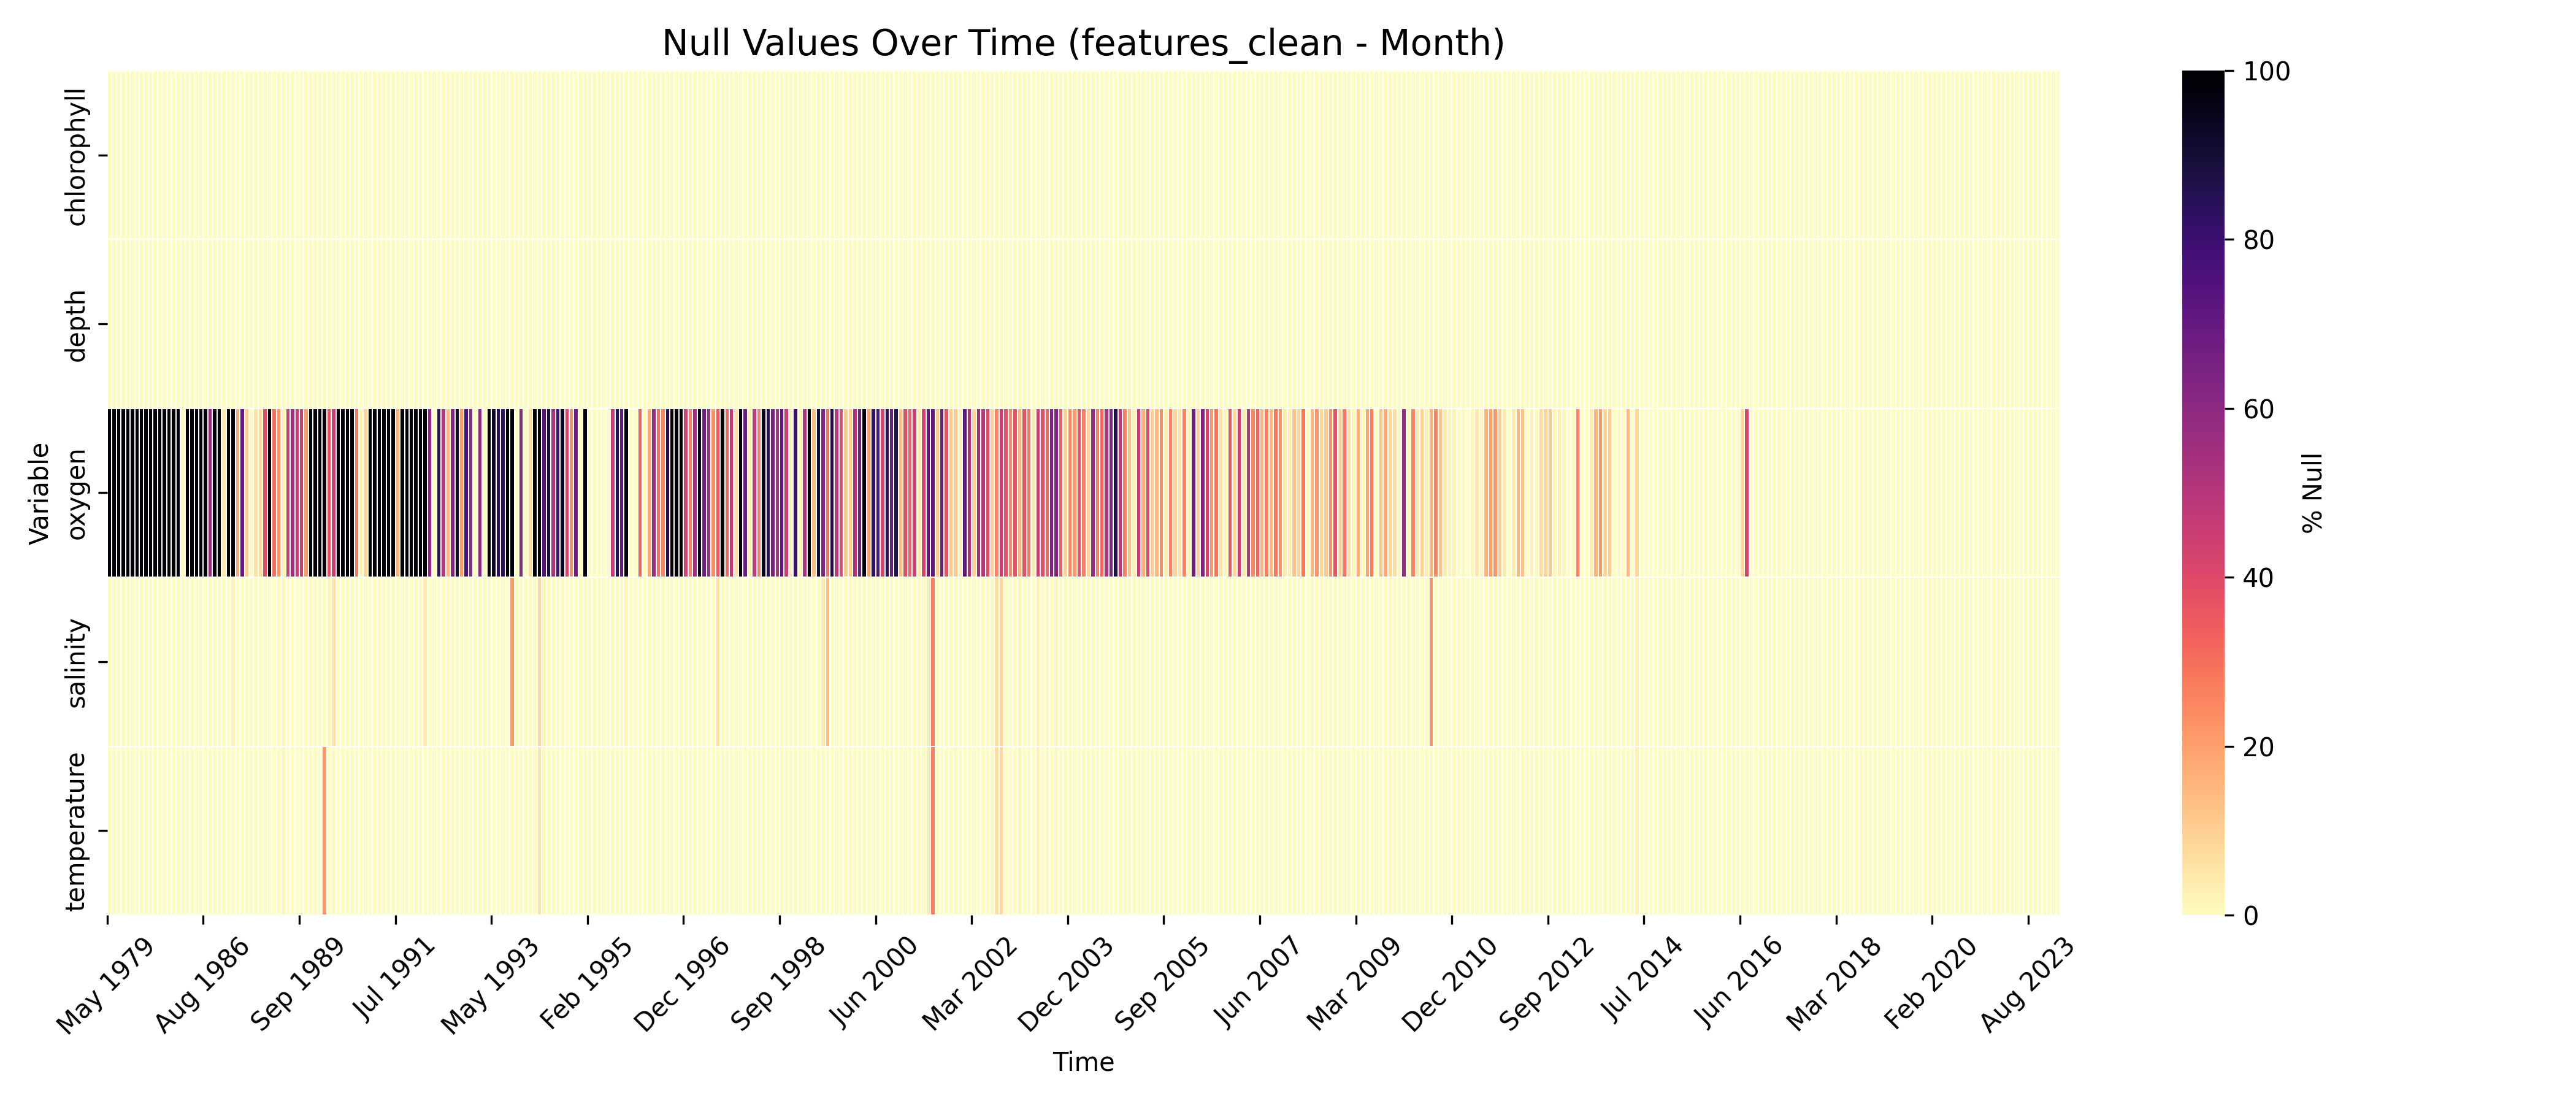 Null Values Over Time (features_clean - Month)
Variable
chlorophyll
depth
oxygen
salinity
temperature
May 1979
Aug 1986
Sep 1989
Jul 1991
May 1993
Feb 1995
Dec 1996
Sep 1998
Jun 2000
Mar 2002
Dec 2003
Sep 2005
Jun 2007
Mar 2009
Dec 2010
Sep 2012
Jul 2014
Jun 2016
Mar 2018
Feb 2020
Aug 2023
Time
100
80
60
40
20
0
% Null